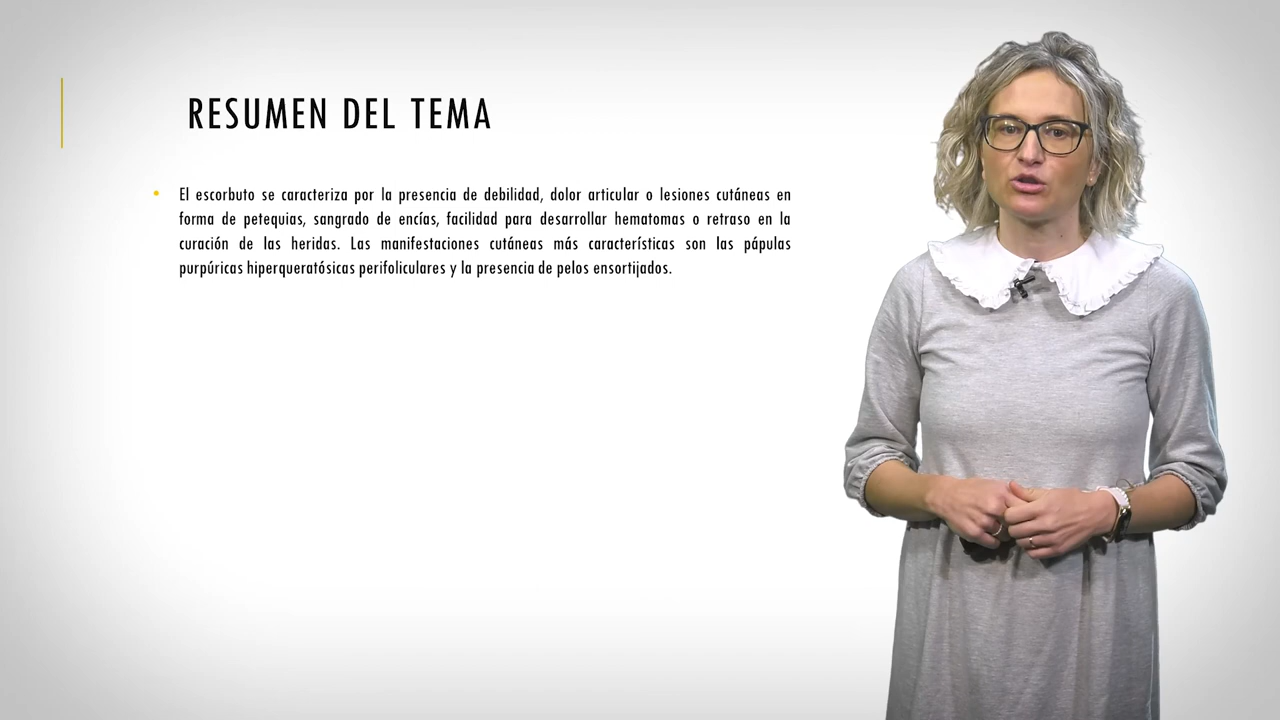 RESUMEN DEL TEMA
• El escorbuto se caracteriza por la presencia de debilidad, dolor articular o lesiones cutáneas en
forma de petequias, sangrado de encías, facilidad para desarrollar hematomas o retraso en la
curación de las heridas. Las manifestaciones cutáneas más características son las pápulas
purpúricas hiperqueratósicas perifoliculares y la presencia de pelos ensortijados.